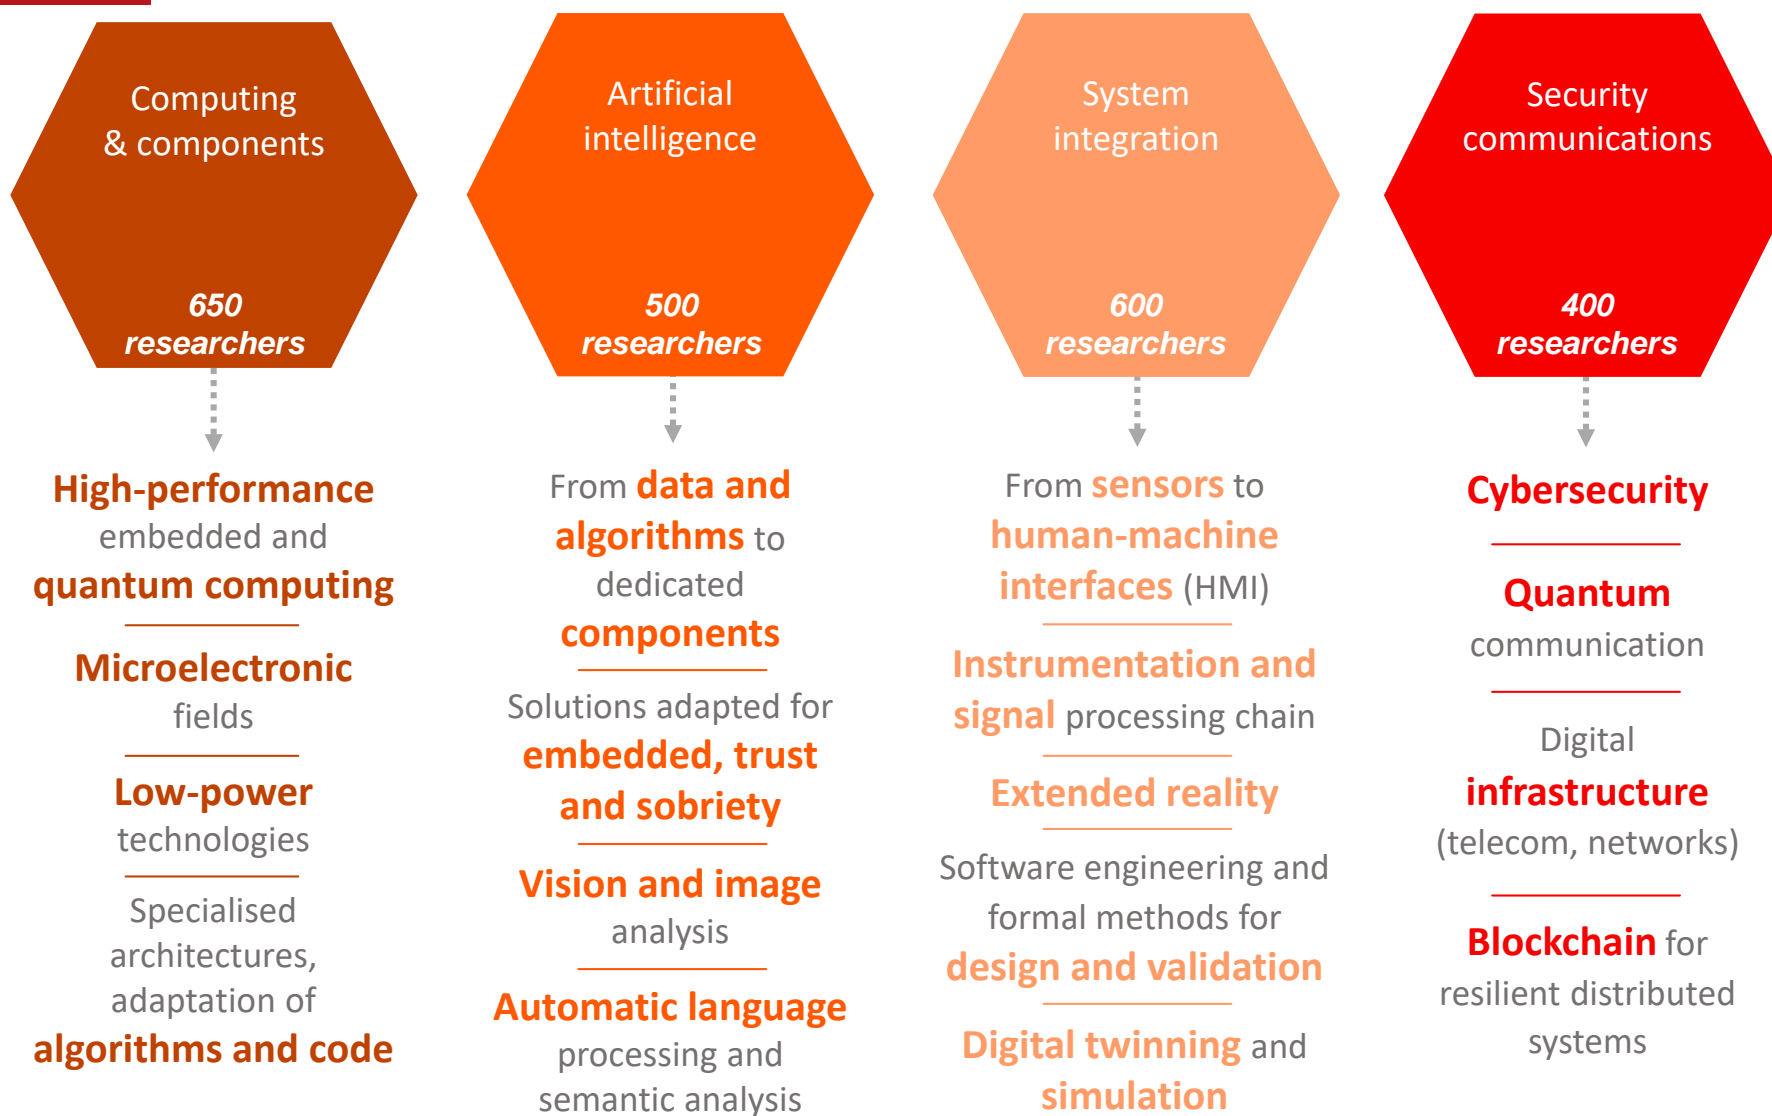 Computing
& components
650
researchers
High-performance
embedded and
quantum computing
Microelectronic
fields
Low-power
technologies
Specialised
architectures,
adaptation of
algorithms and code
Artificial
intelligence
500
researchers
From data and
algorithms to
dedicated
components
Solutions adapted for
embedded, trust
and sobriety
Vision and image
analysis
Automatic language
processing and
semantic analysis
System
integration
600
researchers
From sensors to
human-machine
interfaces (HMI)
Instrumentation and
signal processing chain
Extended reality
Software engineering and
formal methods for
design and validation
Digital twinning and
simulation
Security
communications
400
researchers
Cybersecurity
Quantum
communication
Digital
infrastructure
(telecom, networks)
Blockchain for
resilient distributed
systems